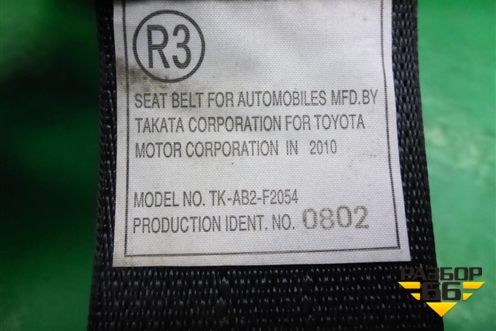 R3
SEAT BELT FOR AUTOMOBILES MFD.BY
TAKATA CORPORATION FOR TOYOTA
MOTOR CORPORATION IN 2010
MODEL NO. TK-AB2-F2054
PRODUCTION IDENT. NO. 0802
РАЗБОР
66